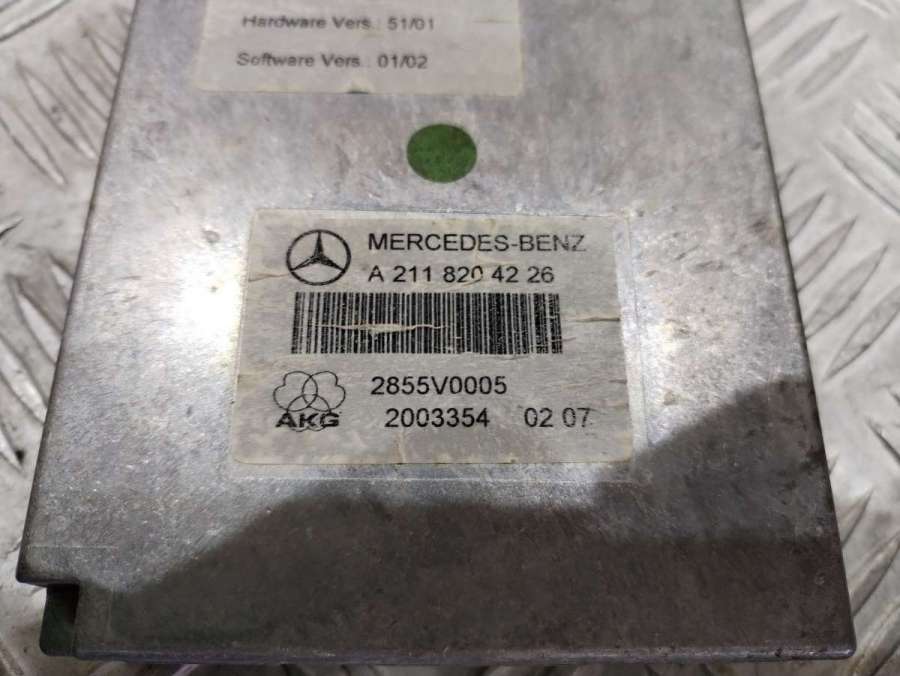 Hardware Vers.: 51/01
Software Vers.: 01/02
MERCEDES-BENZ
A 211 820 42 26
2855V0005
AKG
2003354 02 07